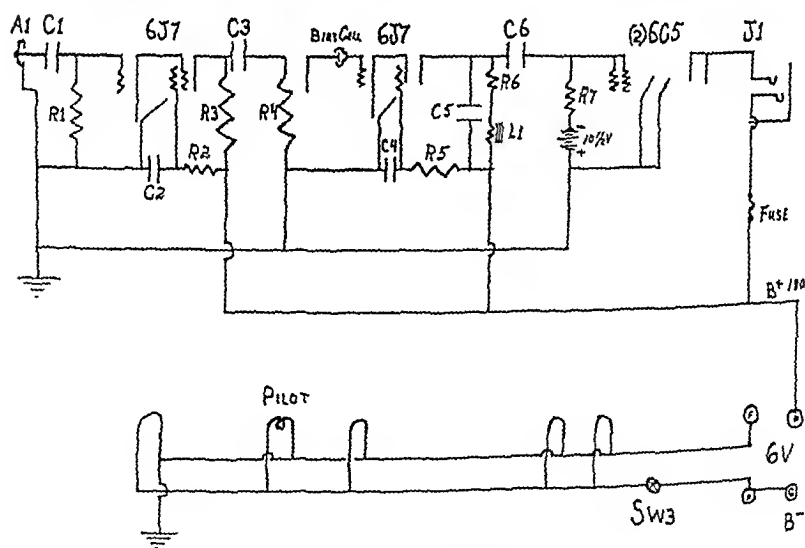 A1 C1 6J7 C3 Bias Cell 6J7 C6 (2)6C5 J1
R1 R3 R4 C5 R6 R7
L1 10½V
C2 R2 C4 R5
Fuse
B+ 180
Pilot
6V
SW3
B-